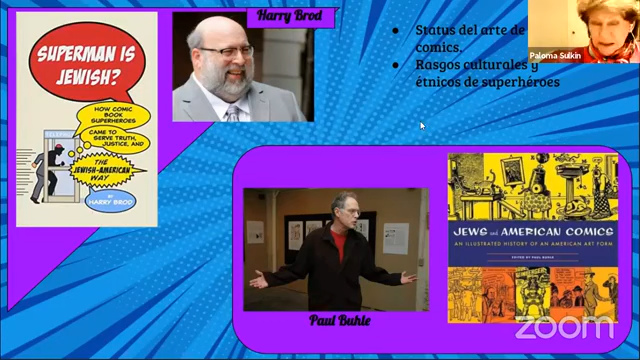 Harry Brod
SUPERMAN IS
JEWISH?
HOW COMIC
BOOK
SUPERHEROES
CAME TO
SERVE TRUTH,
JUSTICE, AND
THE
JEWISH-AMERICAN
WAY
BY
HARRY BROD
● Status del arte de
comics.
● Rasgos culturales y
étnicos de superhéroes
Paloma Sulkin
Paul Buhle
JEWS and AMERICAN COMICS
AN ILLUSTRATED HISTORY OF AN AMERICAN ART FORM
EDITED BY PAUL BUHLE
zoom